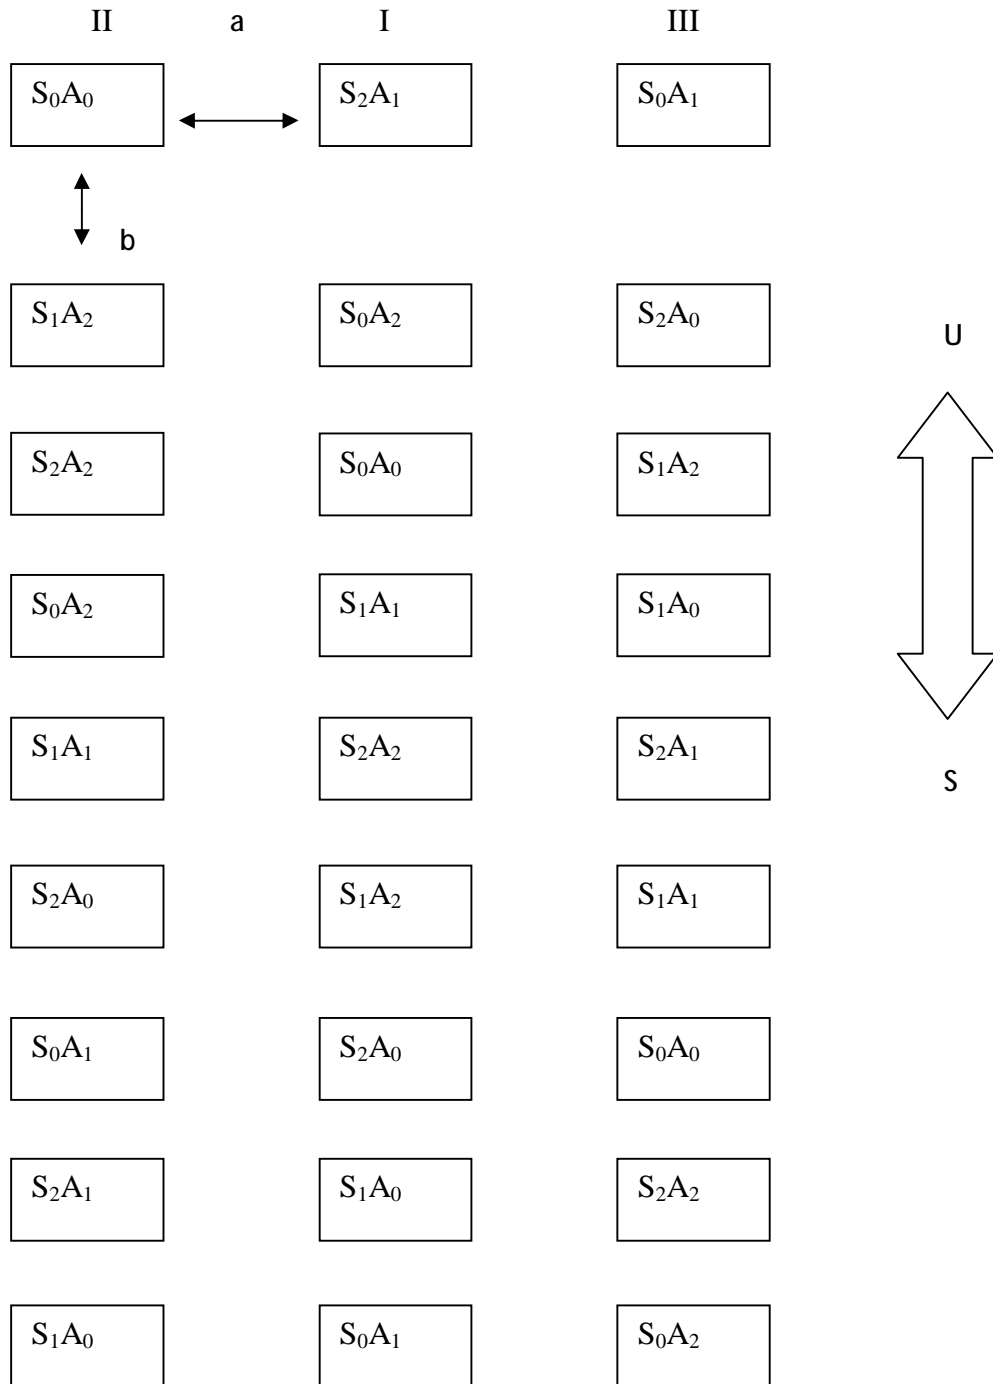 II a I III
S₀A₀ S₂A₁ S₀A₁
b
S₁A₂ S₀A₂ S₂A₀
U
S₂A₂ S₀A₀ S₁A₂
S₀A₂ S₁A₁ S₁A₀
S₁A₁ S₂A₂ S₂A₁
S
S₂A₀ S₁A₂ S₁A₁
S₀A₁ S₂A₀ S₀A₀
S₂A₁ S₁A₀ S₂A₂
S₁A₀ S₀A₁ S₀A₂